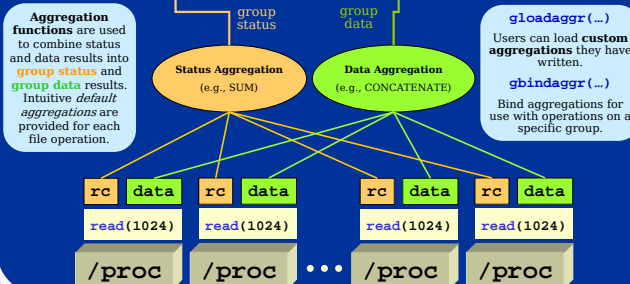 Aggregation
functions are used
to combine status
and data results into
group status and
group data results.
Intuitive default
aggregations are
provided for each
file operation.
group
status
group
data
Status Aggregation
(e.g., SUM)
Data Aggregation
(e.g., CONCATENATE)
gloadaggr(…)
Users can load custom
aggregations they have
written.
gbindaggr(…)
Bind aggregations for
use with operations on a
specific group.
rc data rc data rc data rc data
read(1024) read(1024) read(1024) read(1024)
/proc /proc ••• /proc /proc